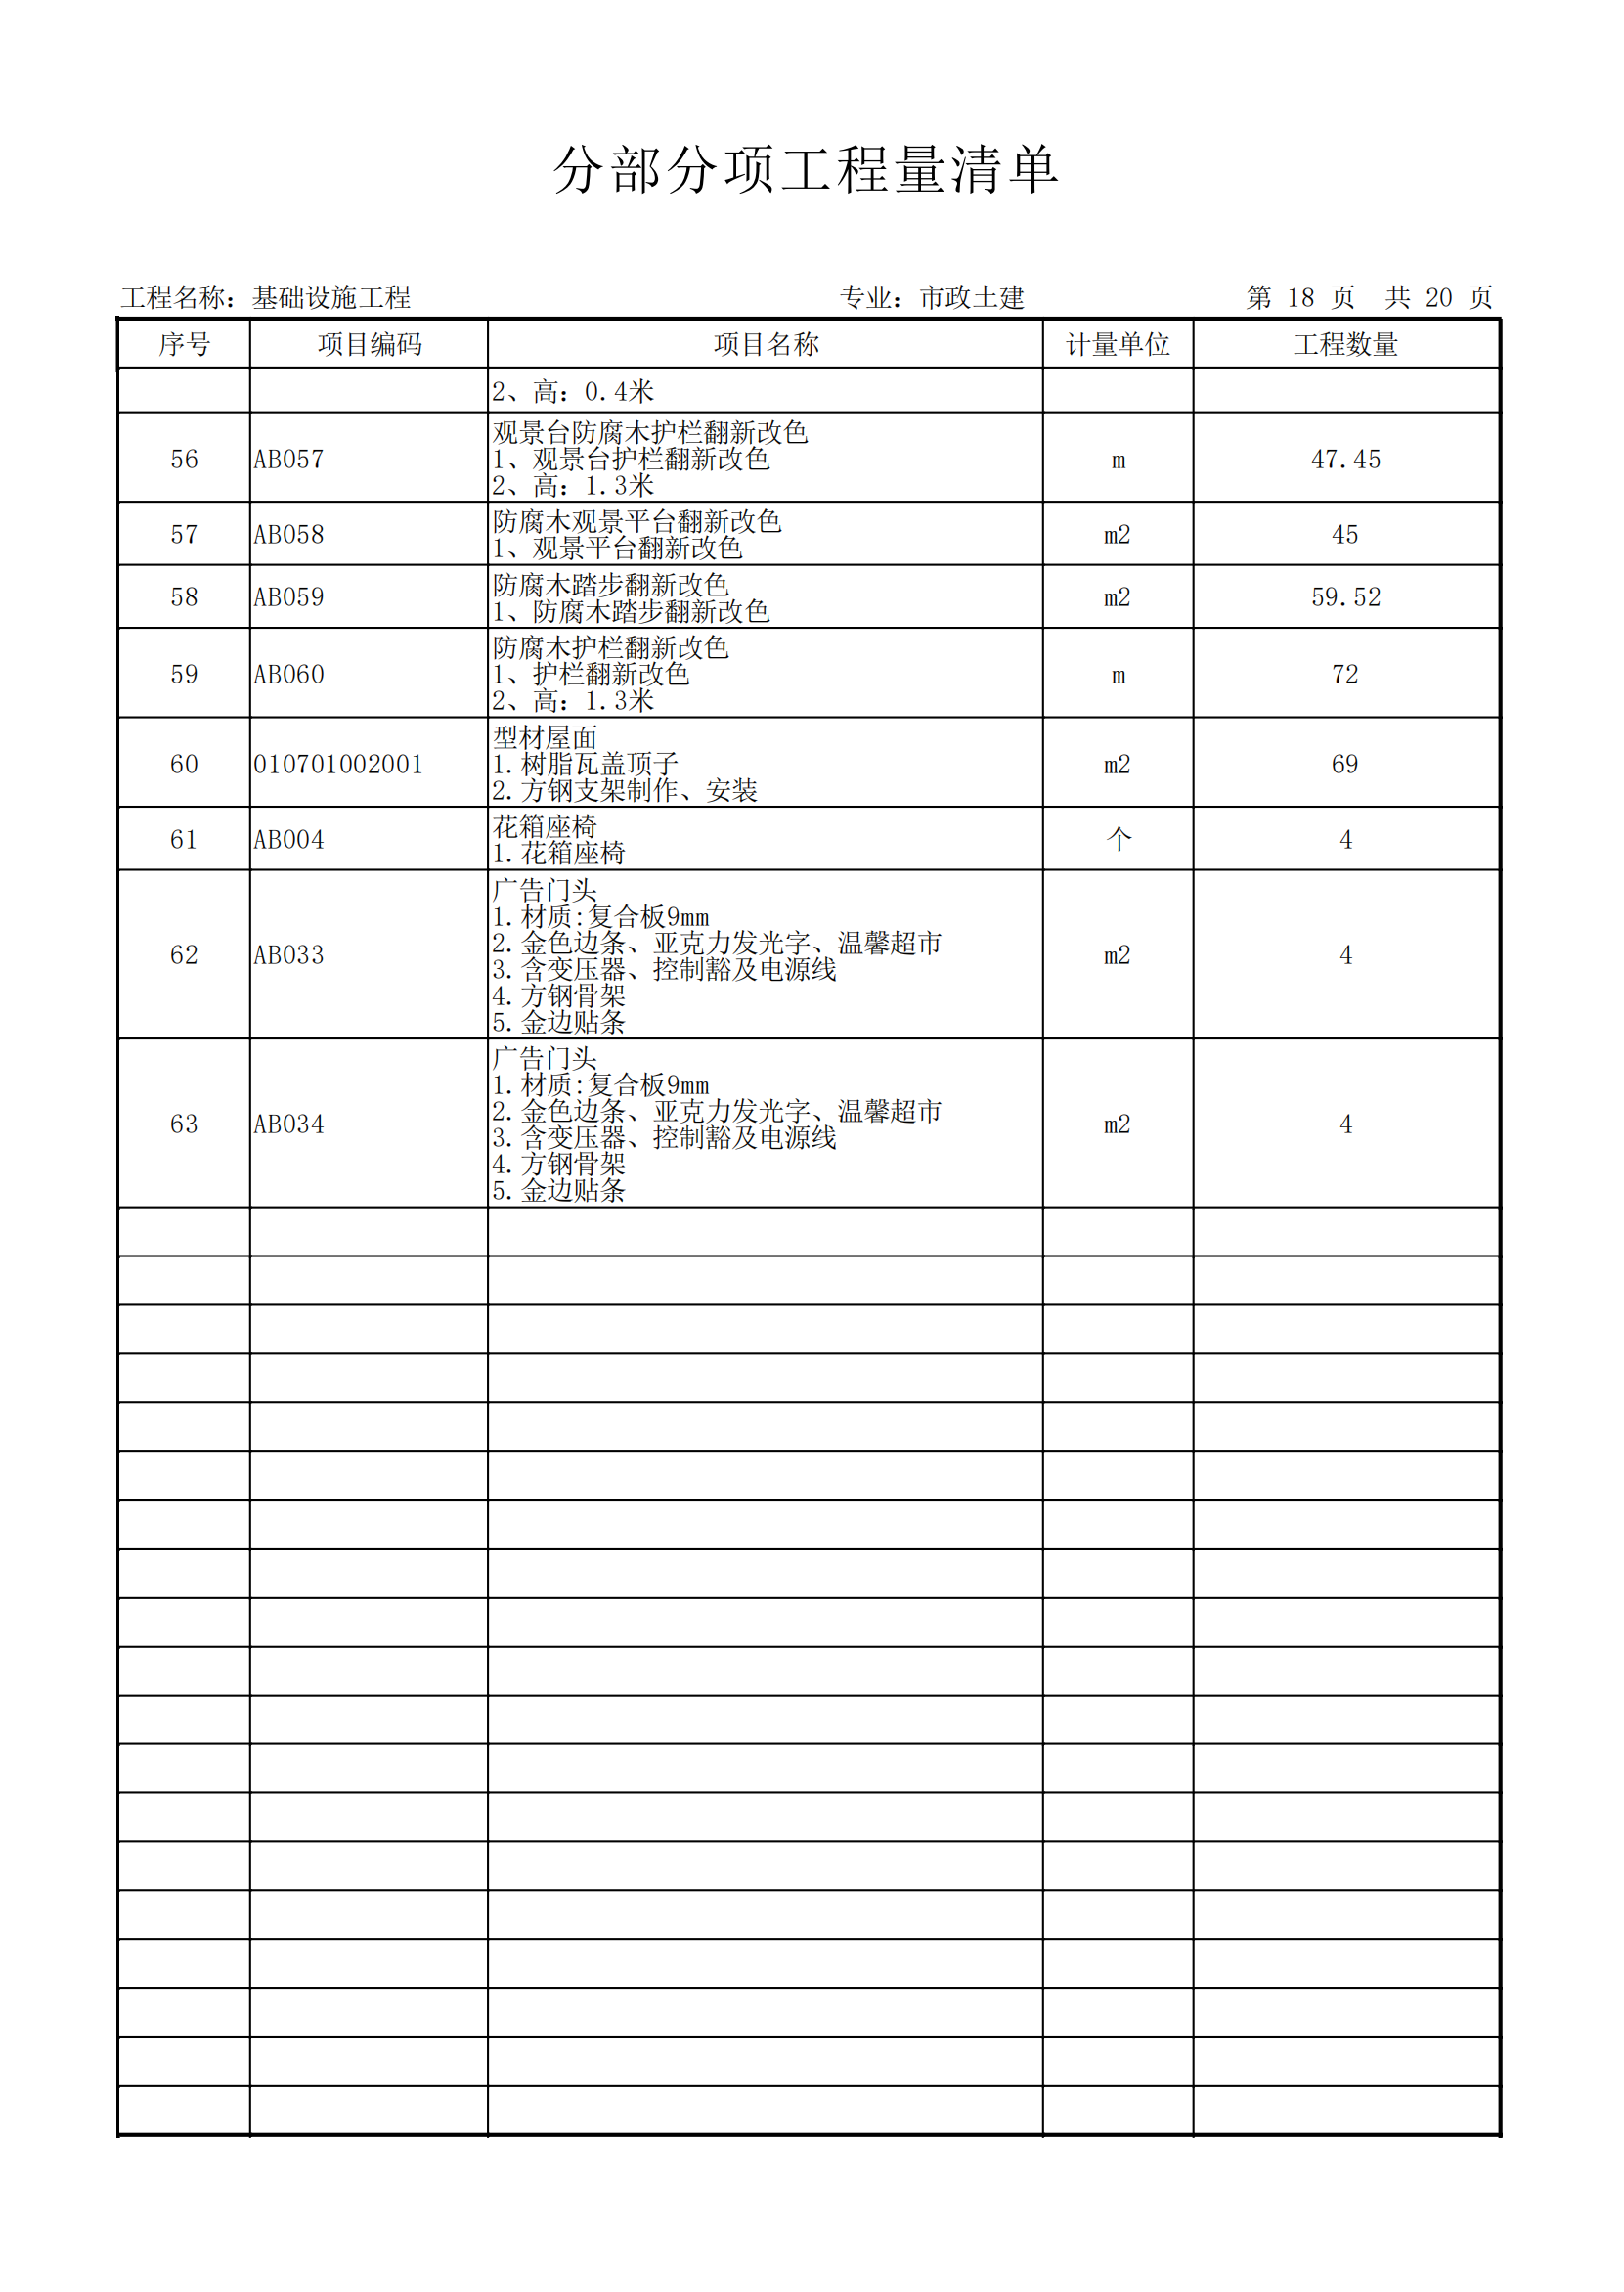 分部分项工程量清单
工程名称：基础设施工程 专业：市政土建 第 18 页 共 20 页
序号 项目编码 项目名称 计量单位 工程数量
2、高：0.4米
56 AB057 观景台防腐木护栏翻新改色
1、观景台护栏翻新改色
2、高：1.3米 m 47.45
57 AB058 防腐木观景平台翻新改色
1、观景平台翻新改色 m2 45
58 AB059 防腐木踏步翻新改色
1、防腐木踏步翻新改色 m2 59.52
59 AB060 防腐木护栏翻新改色
1、护栏翻新改色
2、高：1.3米 m 72
60 010701002001 型材屋面
1.树脂瓦盖顶子
2.方钢支架制作、安装 m2 69
61 AB004 花箱座椅
1.花箱座椅 个 4
62 AB033 广告门头
1.材质:复合板9mm
2.金色边条、亚克力发光字、温馨超市
3.含变压器、控制豁及电源线
4.方钢骨架
5.金边贴条 m2 4
63 AB034 广告门头
1.材质:复合板9mm
2.金色边条、亚克力发光字、温馨超市
3.含变压器、控制豁及电源线
4.方钢骨架
5.金边贴条 m2 4